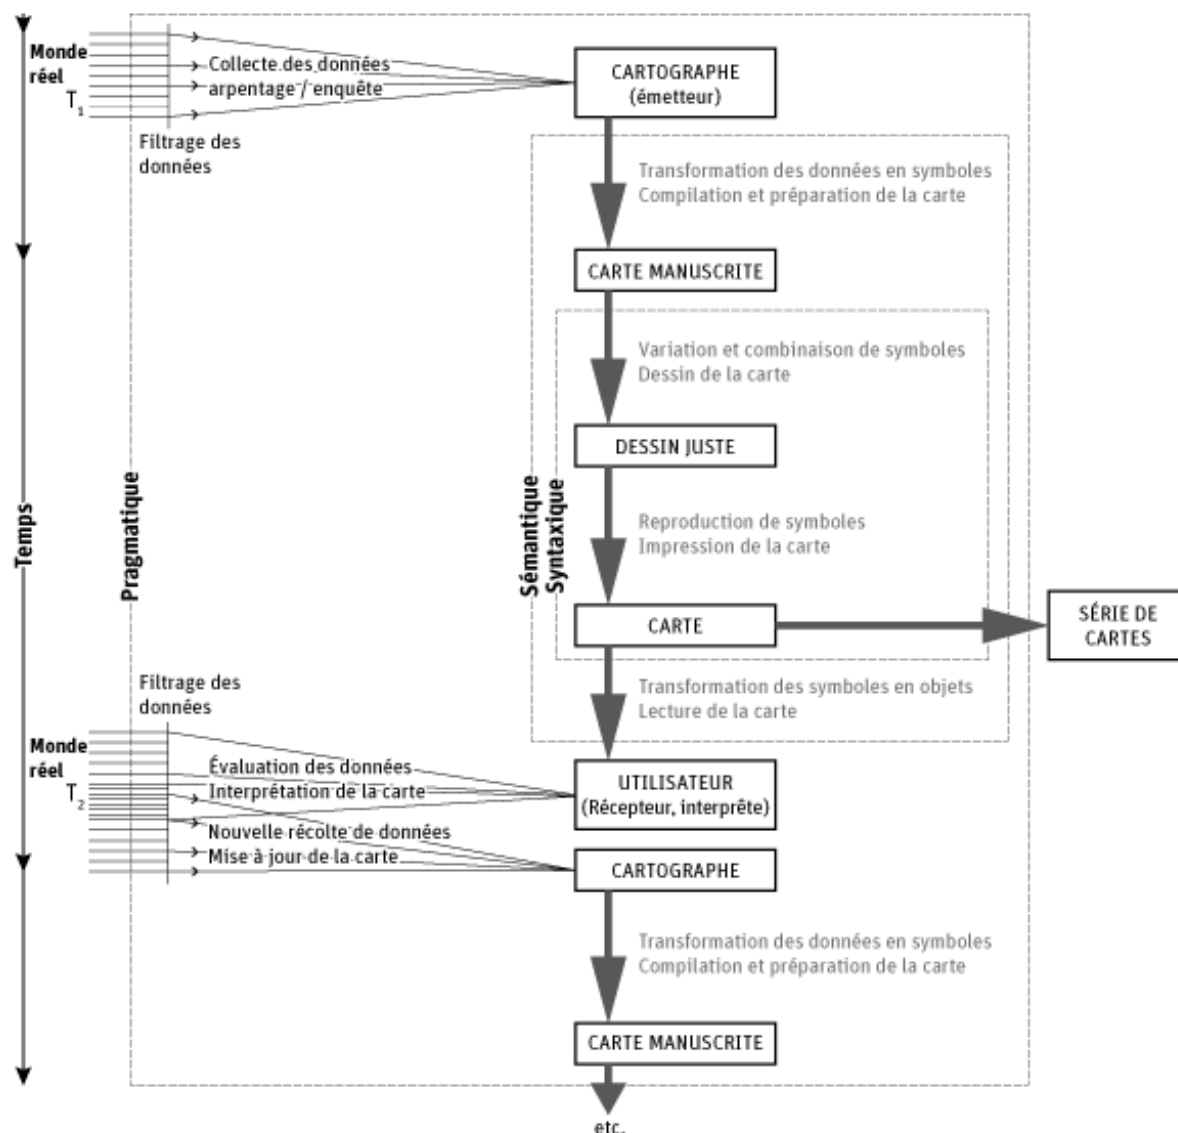 Monde
réel
T1
Collecte des données
arpentage / enquête
Filtrage des
données
CARTOGRAPHE
(émetteur)
Transformation des données en symboles
Compilation et préparation de la carte
CARTE MANUSCRITE
Variation et combinaison de symboles
Dessin de la carte
DESSIN JUSTE
Temps
Pragmatique
Sémantique
Syntaxique
Reproduction de symboles
Impression de la carte
CARTE
SÉRIE DE
CARTES
Transformation des symboles en objets
Lecture de la carte
Filtrage des
données
Monde
réel
T2
Évaluation des données
Interprétation de la carte
UTILISATEUR
(Récepteur, interprête)
Nouvelle récolte de données
Mise à jour de la carte
CARTOGRAPHE
Transformation des données en symboles
Compilation et préparation de la carte
CARTE MANUSCRITE
etc.